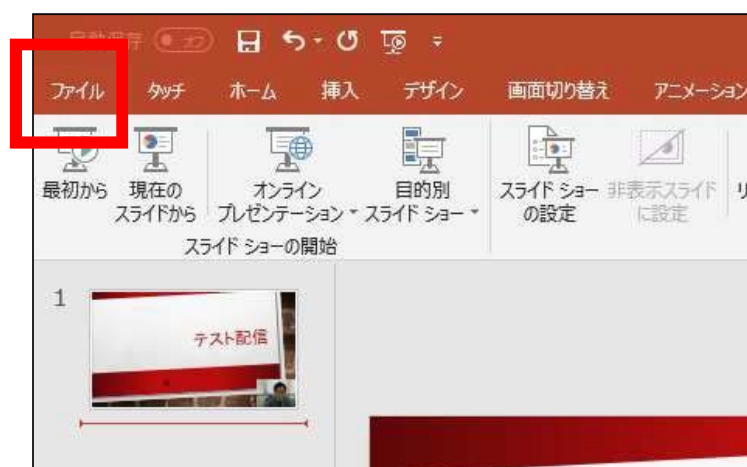 自動保存 オフ
ファイル タッチ ホーム 挿入 デザイン 画面切り替え アニメーション
最初から 現在の オンライン 目的別 スライド ショー 非表示スライド リ
スライドから プレゼンテーション スライド ショー の設定 に設定
スライド ショーの開始
1
テスト配信